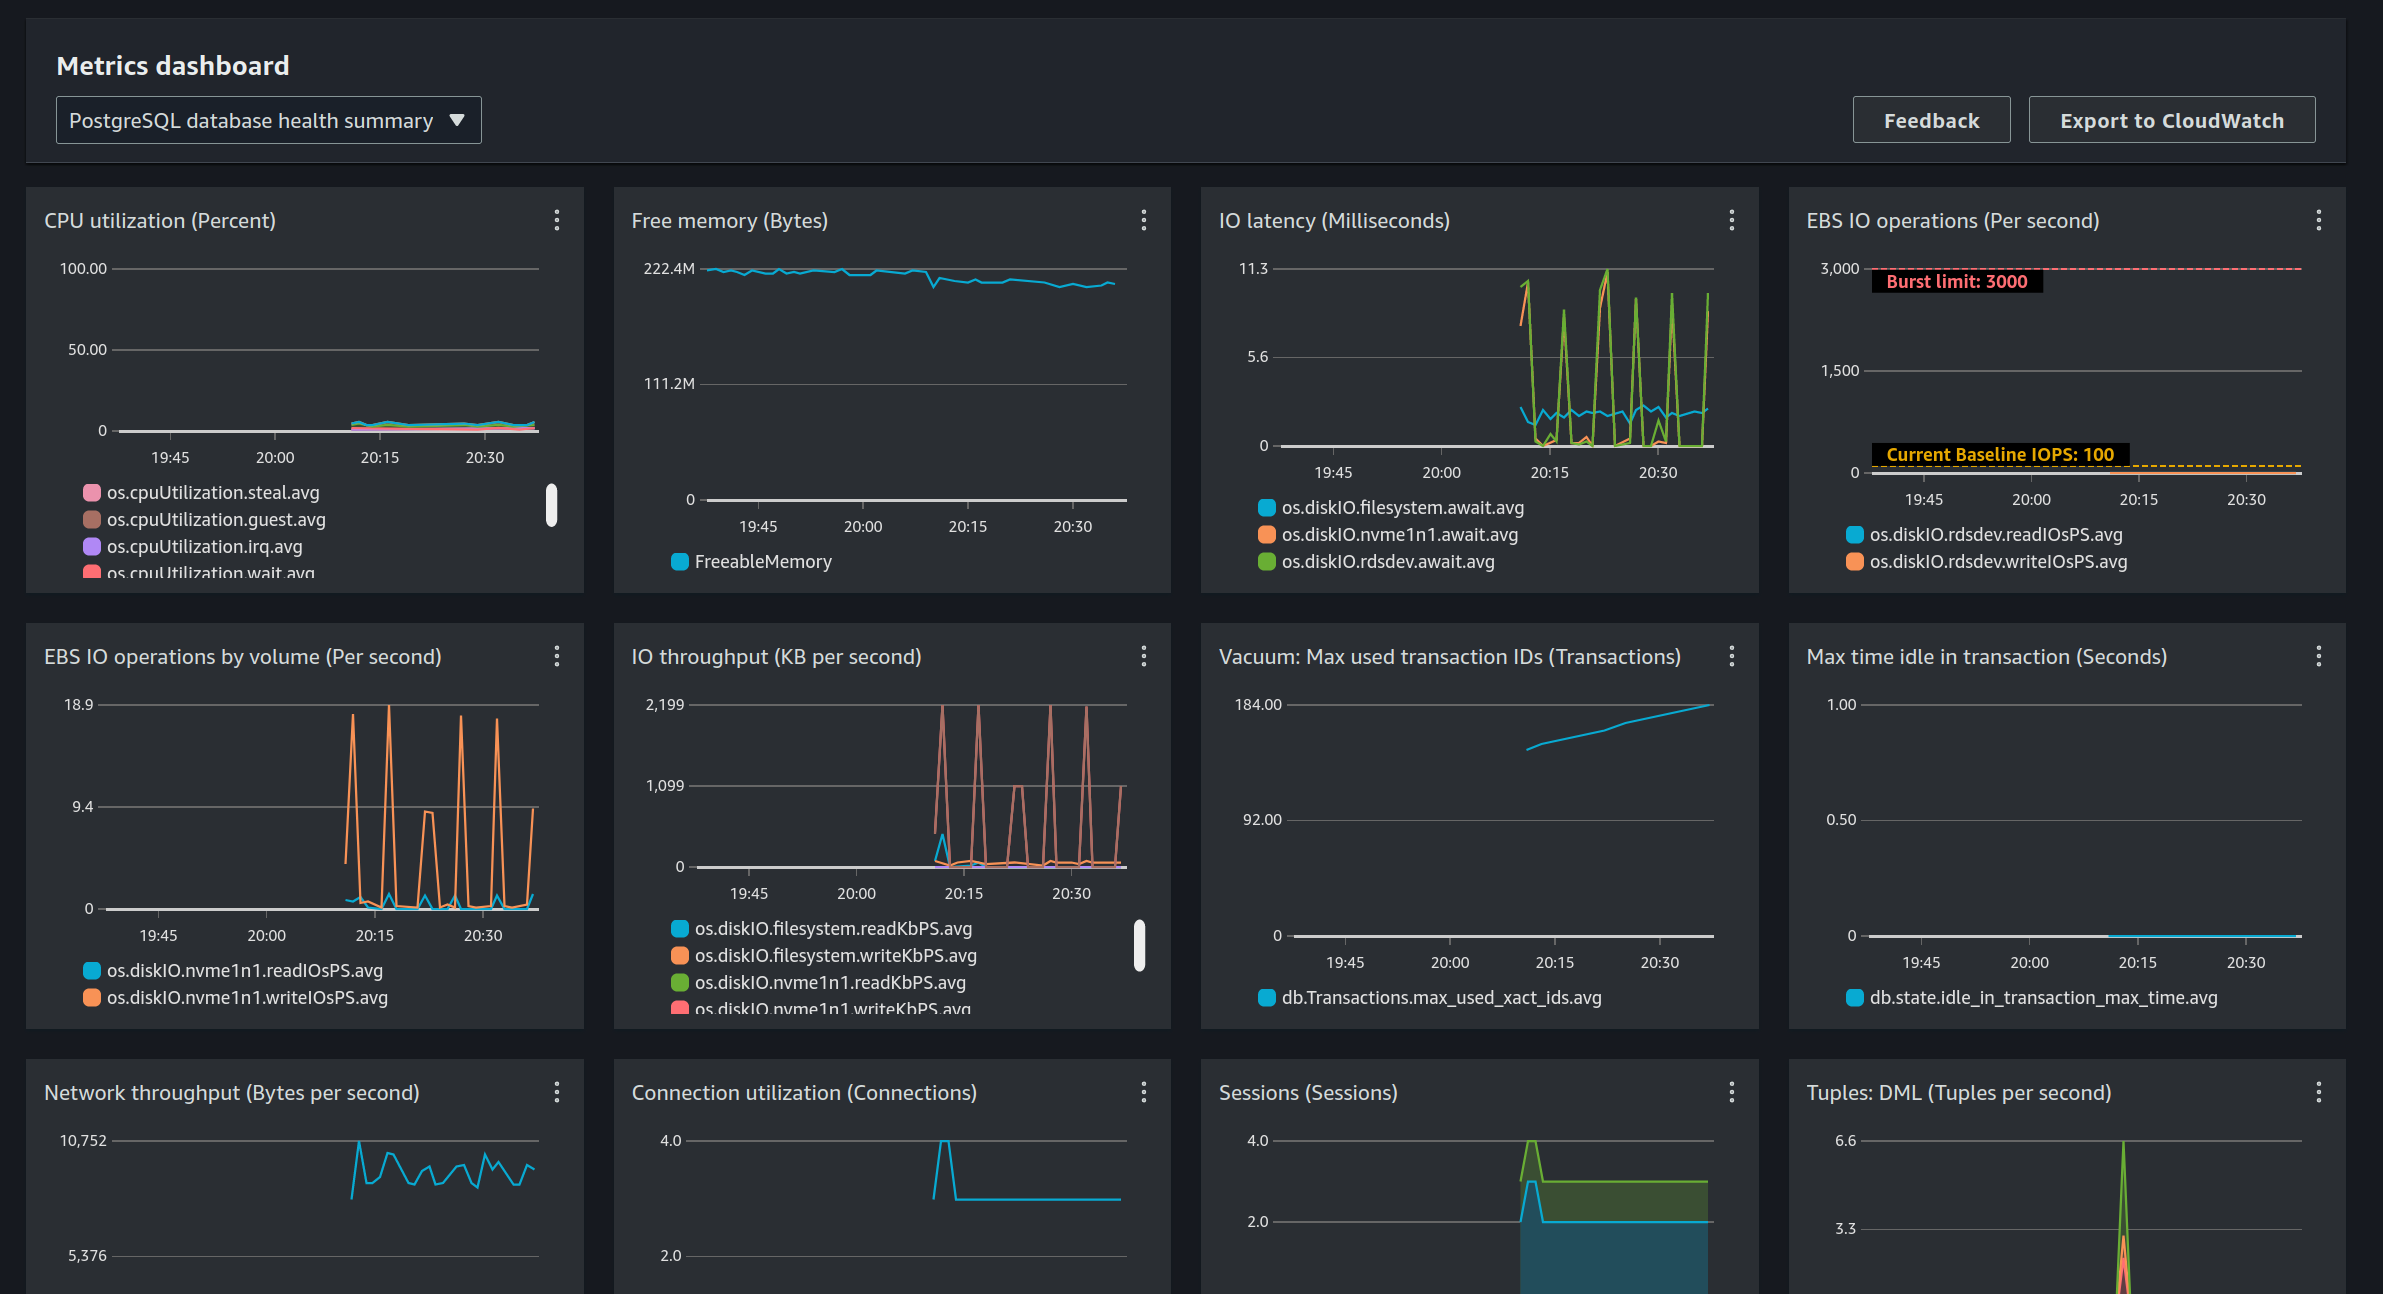 Metrics dashboard
PostgreSQL database health summary
Feedback
Export to CloudWatch
CPU utilization (Percent)
100.00
50.00
0
19:45 20:00 20:15 20:30
os.cpuUtilization.steal.avg
os.cpuUtilization.guest.avg
os.cpuUtilization.irq.avg
os.cpuUtilization.wait.avg
Free memory (Bytes)
222.4M
111.2M
0
19:45 20:00 20:15 20:30
FreeableMemory
IO latency (Milliseconds)
11.3
5.6
0
19:45 20:00 20:15 20:30
os.diskIO.filesystem.await.avg
os.diskIO.nvme1n1.await.avg
os.diskIO.rdsdev.await.avg
EBS IO operations (Per second)
3,000
Burst limit: 3000
1,500
Current Baseline IOPS: 100
0
19:45 20:00 20:15 20:30
os.diskIO.rdsdev.readIOsPS.avg
os.diskIO.rdsdev.writeIOsPS.avg
EBS IO operations by volume (Per second)
18.9
9.4
0
19:45 20:00 20:15 20:30
os.diskIO.nvme1n1.readIOsPS.avg
os.diskIO.nvme1n1.writeIOsPS.avg
IO throughput (KB per second)
2,199
1,099
0
19:45 20:00 20:15 20:30
os.diskIO.filesystem.readKbPS.avg
os.diskIO.filesystem.writeKbPS.avg
os.diskIO.nvme1n1.readKbPS.avg
os.diskIO.nvme1n1.writeKbPS.avg
Vacuum: Max used transaction IDs (Transactions)
184.00
92.00
0
19:45 20:00 20:15 20:30
db.Transactions.max_used_xact_ids.avg
Max time idle in transaction (Seconds)
1.00
0.50
0
19:45 20:00 20:15 20:30
db.state.idle_in_transaction_max_time.avg
Network throughput (Bytes per second)
10,752
5,376
Connection utilization (Connections)
4.0
2.0
Sessions (Sessions)
4.0
2.0
Tuples: DML (Tuples per second)
6.6
3.3